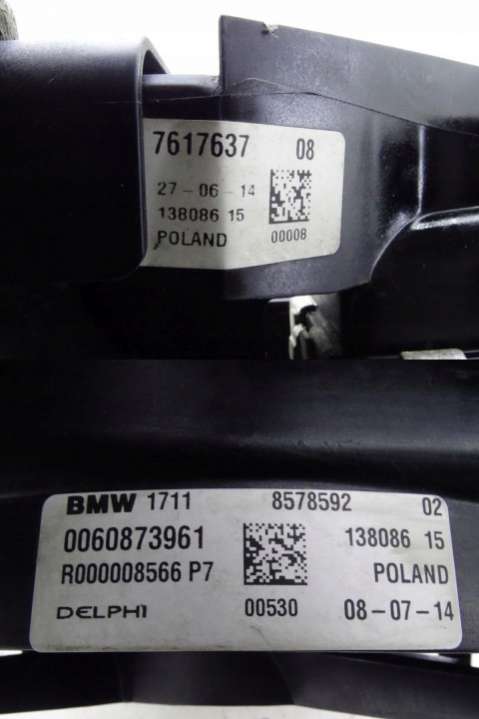 7617637 08
27-06-14
138086 15
POLAND 00008
BMW 1711 8578592 02
0060873961 138086 15
R000008566 P7 POLAND
DELPHI 00530 08-07-14